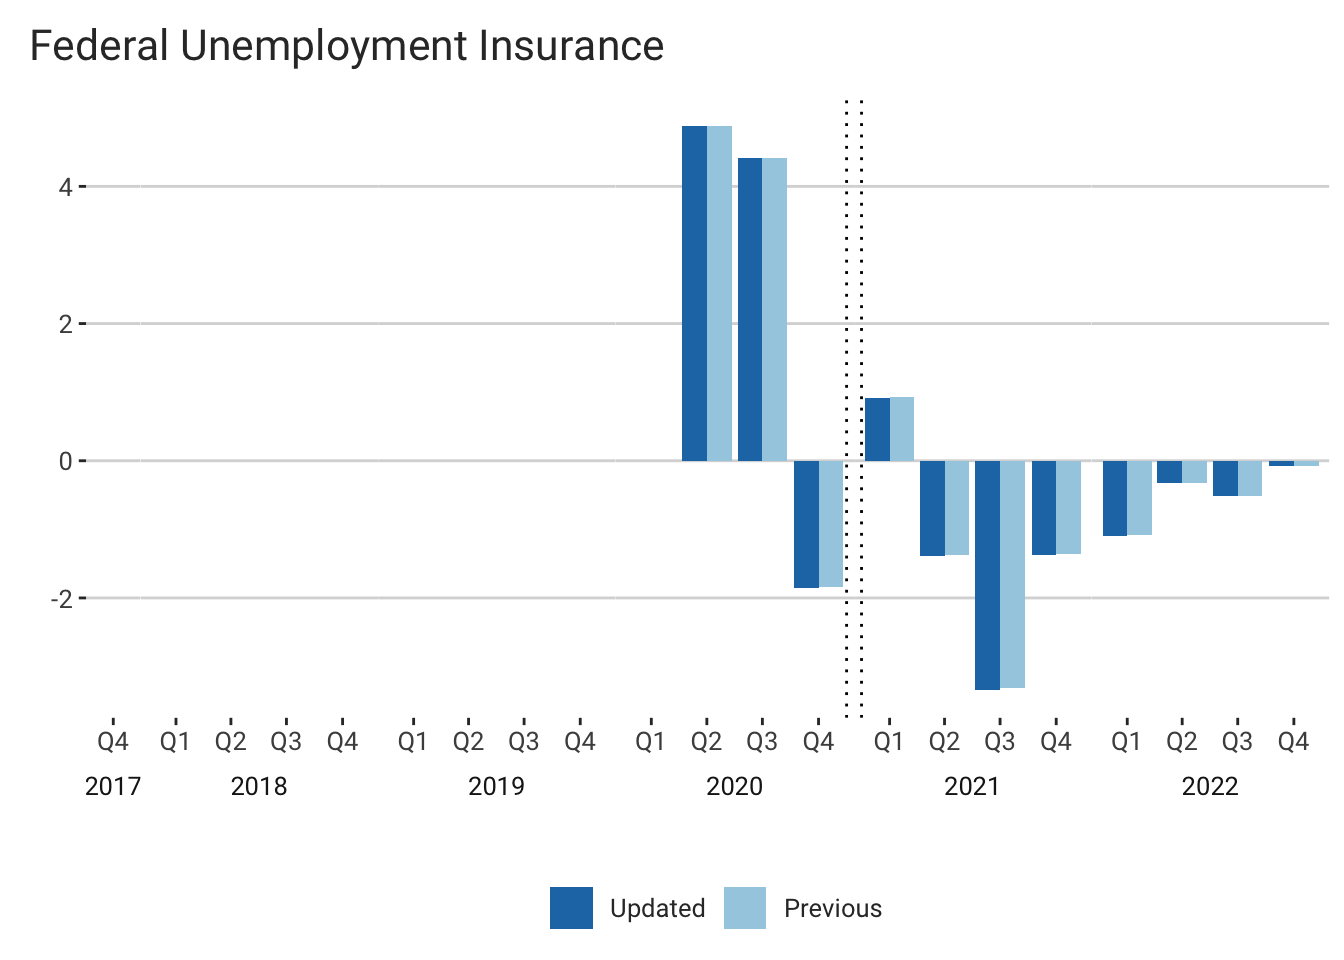 Federal Unemployment Insurance
4
2
0
-2
Q4 Q1 Q2 Q3 Q4 Q1 Q2 Q3 Q4 Q1 Q2 Q3 Q4 Q1 Q2 Q3 Q4 Q1 Q2 Q3 Q4
2017 2018 2019 2020 2021 2022
Updated Previous